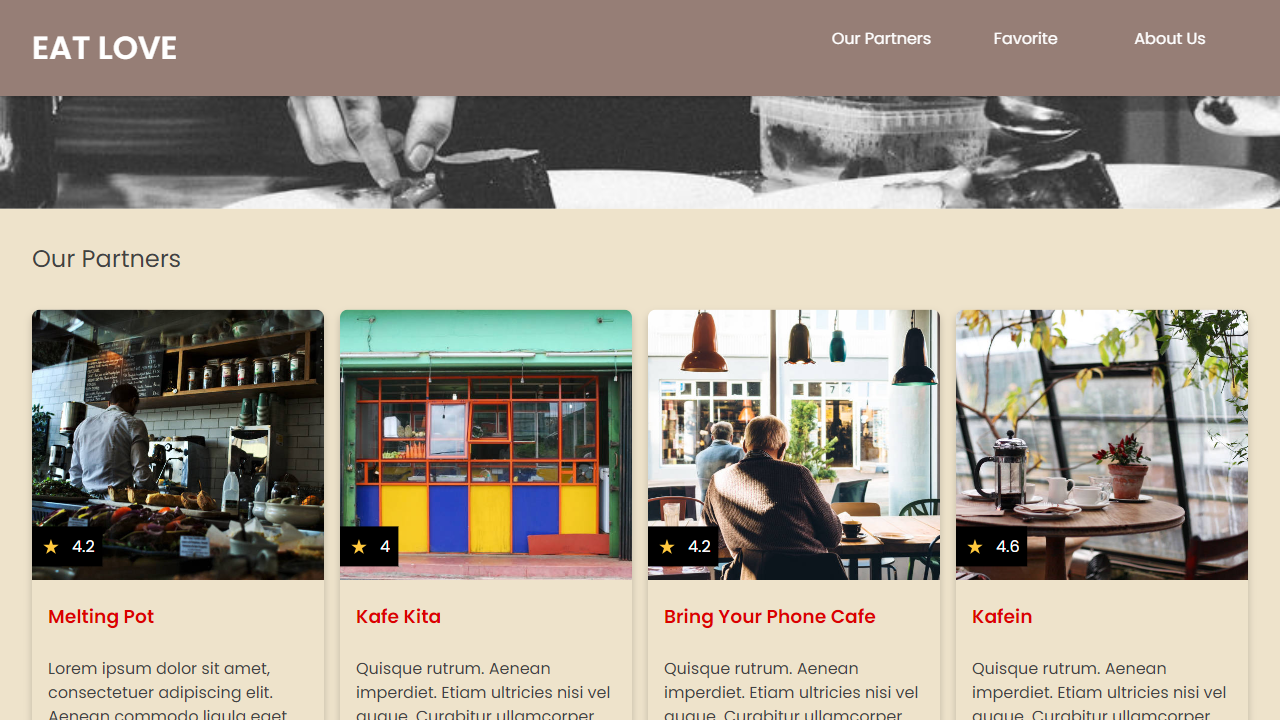 EAT LOVE
Our Partners
Favorite
About Us
Our Partners
4.2
4
4.2
4.6
Melting Pot
Lorem ipsum dolor sit amet,
consectetuer adipiscing elit.
Aenean commodo ligula eget
Kafe Kita
Quisque rutrum. Aenean
imperdiet. Etiam ultricies nisi vel
augue. Curabitur ullamcorper
Bring Your Phone Cafe
Quisque rutrum. Aenean
imperdiet. Etiam ultricies nisi vel
augue. Curabitur ullamcorper
Kafein
Quisque rutrum. Aenean
imperdiet. Etiam ultricies nisi vel
augue. Curabitur ullamcorper